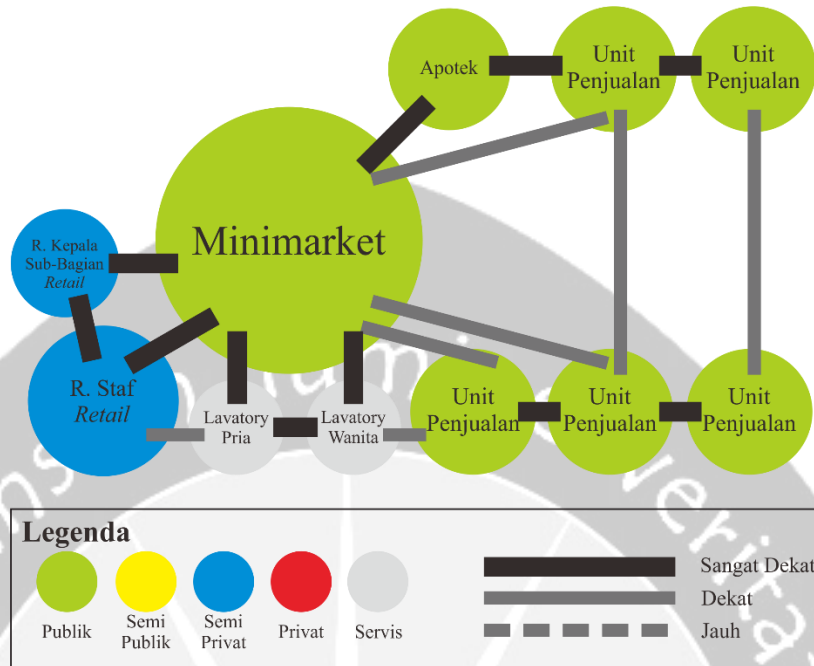 Apotek
Unit
Penjualan
Unit
Penjualan
Minimarket
R. Kepala
Sub-Bagian
Retail
R. Staf
Retail
Lavatory
Pria
Lavatory
Wanita
Unit
Penjualan
Unit
Penjualan
Unit
Penjualan
Legenda
Publik
Semi
Publik
Semi
Privat
Privat
Servis
Sangat Dekat
Dekat
Jauh